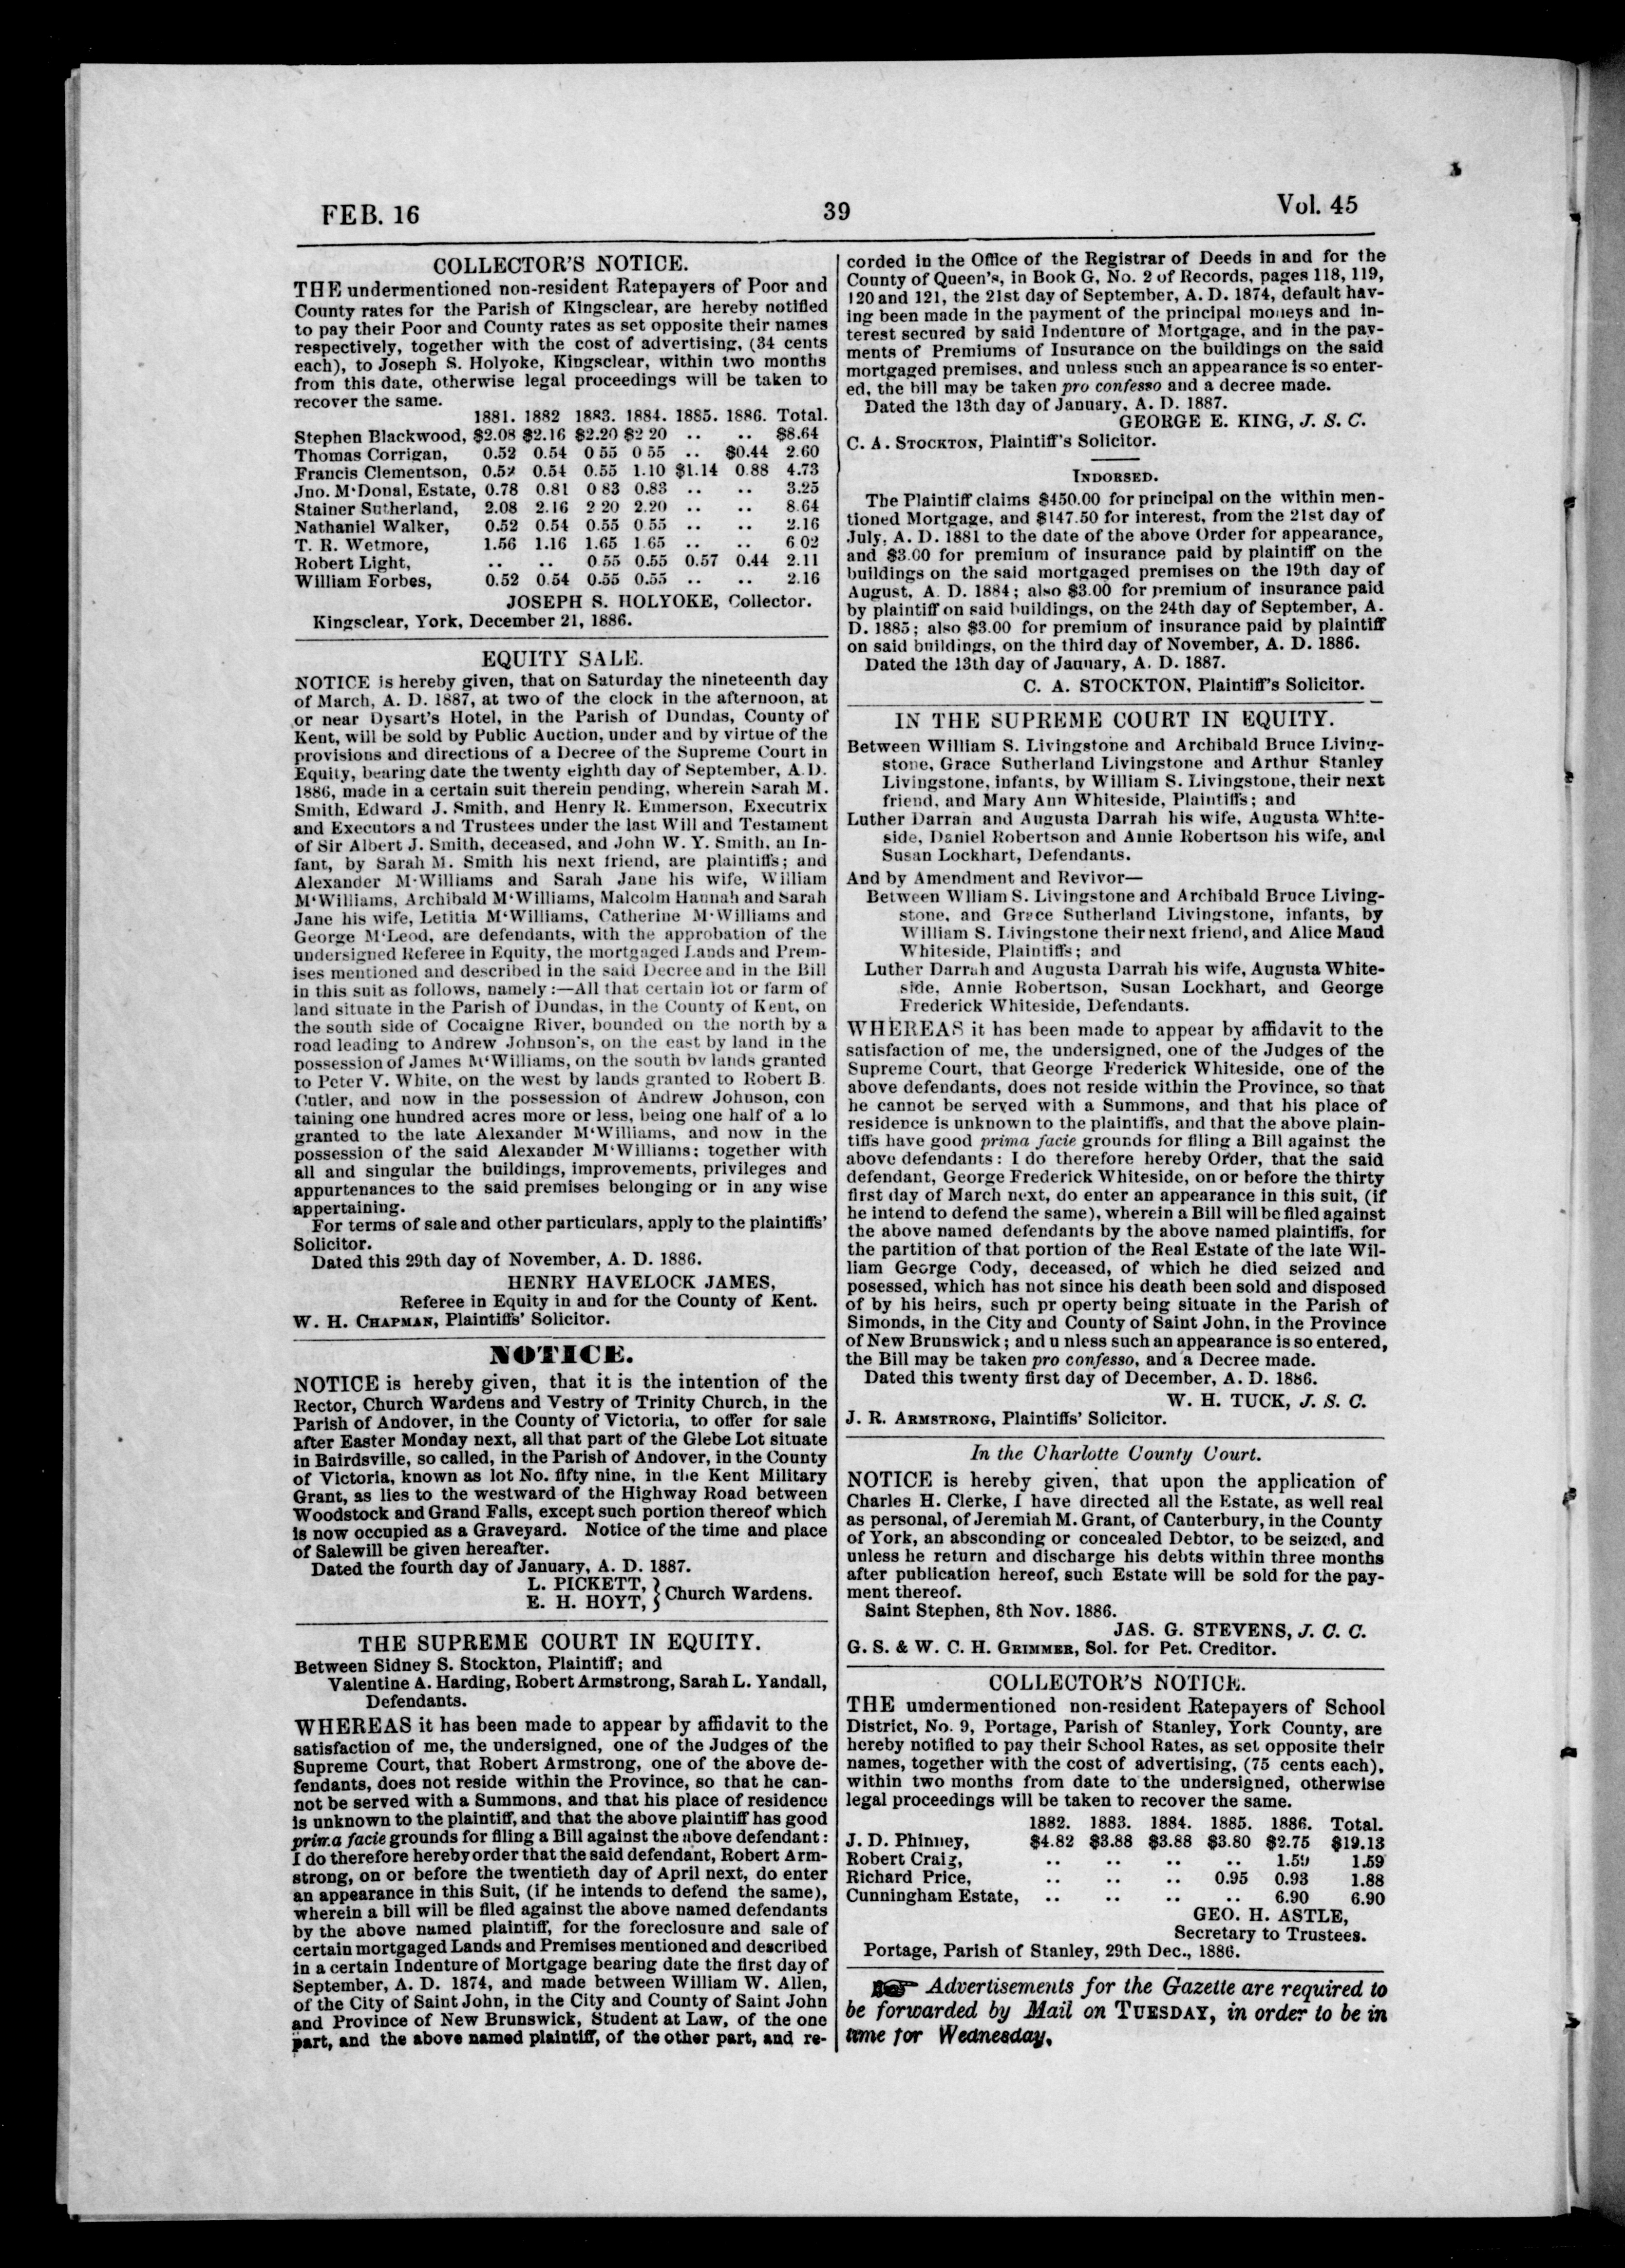 FEB. 16
39
Vol. 45
COLLECTOR'S NOTICE.
THE undermentioned non-resident Ratepayers of Poor and
County rates for the Parish of Kingsclear, are hereby notified
to pay their Poor and County rates as set opposite their names
respectively, together with the cost of advertising, (34 cents
each), to Joseph S. Holyoke, Kingsclear, within two months
from this date, otherwise legal proceedings will be taken to
recover the same.
1881. 1882 1883. 1884. 1885. 1886. Total.
Stephen Blackwood, $2.08 $2.16 $2.20 $2 20 .. .. $8.64
Thomas Corrigan, 0.52 0.54 0 55 0 55 .. $0.44 2.60
Francis Clementson, 0.52 0.54 0.55 1.10 $1.14 0.88 4.73
Jno. M'Donal, Estate, 0.78 0.81 0 83 0.83 .. .. 3.25
Stainer Sutherland, 2.08 2.16 2 20 2.20 .. .. 8.64
Nathaniel Walker, 0.52 0.54 0.55 0 55 .. .. 2.16
T. R. Wetmore, 1.56 1.16 1.65 1.65 .. .. 6 02
Robert Light, .. .. 0 55 0.55 0.57 0.44 2.11
William Forbes, 0.52 0.54 0.55 0.55 .. .. 2.16
JOSEPH S. HOLYOKE, Collector.
Kingsclear, York, December 21, 1886.
EQUITY SALE.
NOTICE is hereby given, that on Saturday the nineteenth day
of March, A. D. 1887, at two of the clock in the afternoon, at
or near Dysart's Hotel, in the Parish of Dundas, County of
Kent, will be sold by Public Auction, under and by virtue of the
provisions and directions of a Decree of the Supreme Court in
Equity, bearing date the twenty eighth day of September, A.D.
1886, made in a certain suit therein pending, wherein Sarah M.
Smith, Edward J. Smith, and Henry R. Emmerson, Executrix
and Executors and Trustees under the last Will and Testament
of Sir Albert J. Smith, deceased, and John W. Y. Smith, an In-
fant, by Sarah M. Smith his next friend, are plaintiffs; and
Alexander M'Williams and Sarah Jane his wife, William
M'Williams, Archibald M'Williams, Malcolm Hannah and Sarah
Jane his wife, Letitia M'Williams, Catherine M'Williams and
George M'Leod, are defendants, with the approbation of the
undersigned Referee in Equity, the mortgaged Lands and Prem-
ises mentioned and described in the said Decree and in the Bill
in this suit as follows, namely :—All that certain lot or farm of
land situate in the Parish of Dundas, in the County of Kent, on
the south side of Cocaigne River, bounded on the north by a
road leading to Andrew Johnson's, on the east by land in the
possession of James M'Williams, on the south by lands granted
to Peter V. White, on the west by lands granted to Robert B.
Cutler, and now in the possession of Andrew Johnson, con
taining one hundred acres more or less, being one half of a lo
granted to the late Alexander M'Williams, and now in the
possession of the said Alexander M'Williams; together with
all and singular the buildings, improvements, privileges and
appurtenances to the said premises belonging or in any wise
appertaining.
For terms of sale and other particulars, apply to the plaintiffs'
Solicitor.
Dated this 29th day of November, A. D. 1886.
HENRY HAVELOCK JAMES,
Referee in Equity in and for the County of Kent.
W. H. CHAPMAN, Plaintiffs' Solicitor.
NOTICE.
NOTICE is hereby given, that it is the intention of the
Rector, Church Wardens and Vestry of Trinity Church, in the
Parish of Andover, in the County of Victoria, to offer for sale
after Easter Monday next, all that part of the Glebe Lot situate
in Bairdsville, so called, in the Parish of Andover, in the County
of Victoria, known as lot No. fifty nine, in the Kent Military
Grant, as lies to the westward of the Highway Road between
Woodstock and Grand Falls, except such portion thereof which
is now occupied as a Graveyard. Notice of the time and place
of Salewill be given hereafter.
Dated the fourth day of January, A. D. 1887.
L. PICKETT, } Church Wardens.
E. H. HOYT,
THE SUPREME COURT IN EQUITY.
Between Sidney S. Stockton, Plaintiff; and
Valentine A. Harding, Robert Armstrong, Sarah L. Yandall,
Defendants.
WHEREAS it has been made to appear by affidavit to the
satisfaction of me, the undersigned, one of the Judges of the
Supreme Court, that Robert Armstrong, one of the above de-
fendants, does not reside within the Province, so that he can-
not be served with a Summons, and that his place of residence
is unknown to the plaintiff, and that the above plaintiff has good
prima facie grounds for filing a Bill against the above defendant:
I do therefore hereby order that the said defendant, Robert Arm-
strong, on or before the twentieth day of April next, do enter
an appearance in this Suit, (if he intends to defend the same),
wherein a bill will be filed against the above named defendants
by the above named plaintiff, for the foreclosure and sale of
certain mortgaged Lands and Premises mentioned and described
in a certain Indenture of Mortgage bearing date the first day of
September, A. D. 1874, and made between William W. Allen,
of the City of Saint John, in the City and County of Saint John
and Province of New Brunswick, Student at Law, of the one
part, and the above named plaintiff, of the other part, and re-
corded in the Office of the Registrar of Deeds in and for the
County of Queen's, in Book G, No. 2 of Records, pages 118, 119,
120 and 121, the 21st day of September, A. D. 1874, default hav-
ing been made in the payment of the principal moneys and in-
terest secured by said Indenture of Mortgage, and in the pay-
ments of Premiums of Insurance on the buildings on the said
mortgaged premises, and unless such an appearance is so enter-
ed, the bill may be taken pro confesso and a decree made.
Dated the 13th day of January, A. D. 1887.
GEORGE E. KING, J. S. C.
C. A. STOCKTON, Plaintiff's Solicitor.
INDORSED.
The Plaintiff claims $450.00 for principal on the within men-
tioned Mortgage, and $147.50 for interest, from the 21st day of
July, A. D. 1881 to the date of the above Order for appearance,
and $3.00 for premium of insurance paid by plaintiff on the
buildings on the said mortgaged premises on the 19th day of
August, A. D. 1884; also $3.00 for premium of insurance paid
by plaintiff on said buildings, on the 24th day of September, A.
D. 1885; also $3.00 for premium of insurance paid by plaintiff
on said buildings, on the third day of November, A. D. 1886.
Dated the 13th day of January, A. D. 1887.
C. A. STOCKTON, Plaintiff's Solicitor.
IN THE SUPREME COURT IN EQUITY.
Between William S. Livingstone and Archibald Bruce Living-
stone, Grace Sutherland Livingstone and Arthur Stanley
Livingstone, infants, by William S. Livingstone, their next
friend, and Mary Ann Whiteside, Plaintiffs; and
Luther Darrah and Augusta Darrah his wife, Augusta White-
side, Daniel Robertson and Annie Robertson his wife, and
Susan Lockhart, Defendants.
And by Amendment and Revivor—
Between Wlliam S. Livingstone and Archibald Bruce Living-
stone, and Grace Sutherland Livingstone, infants, by
William S. Livingstone their next friend, and Alice Maud
Whiteside, Plaintiffs; and
Luther Darrah and Augusta Darrah his wife, Augusta White-
side, Annie Robertson, Susan Lockhart, and George
Frederick Whiteside, Defendants.
WHEREAS it has been made to appear by affidavit to the
satisfaction of me, the undersigned, one of the Judges of the
Supreme Court, that George Frederick Whiteside, one of the
above defendants, does not reside within the Province, so that
he cannot be served with a Summons, and that his place of
residence is unknown to the plaintiffs, and that the above plain-
tiffs have good prima facie grounds for filing a Bill against the
above defendants: I do therefore hereby Order, that the said
defendant, George Frederick Whiteside, on or before the thirty
first day of March next, do enter an appearance in this suit, (if
he intend to defend the same), wherein a Bill will be filed against
the above named defendants by the above named plaintiffs, for
the partition of that portion of the Real Estate of the late Wil-
liam George Cody, deceased, of which he died seized and
posessed, which has not since his death been sold and disposed
of by his heirs, such pr operty being situate in the Parish of
Simonds, in the City and County of Saint John, in the Province
of New Brunswick; and u nless such an appearance is so entered,
the Bill may be taken pro confesso, and a Decree made.
Dated this twenty first day of December, A. D. 1886.
W. H. TUCK, J. S. C.
J. R. ARMSTRONG, Plaintiffs' Solicitor.
In the Charlotte County Court.
NOTICE is hereby given, that upon the application of
Charles H. Clerke, I have directed all the Estate, as well real
as personal, of Jeremiah M. Grant, of Canterbury, in the County
of York, an absconding or concealed Debtor, to be seized, and
unless he return and discharge his debts within three months
after publication hereof, such Estate will be sold for the pay-
ment thereof.
Saint Stephen, 8th Nov. 1886.
JAS. G. STEVENS, J. C. C.
G. S. & W. C. H. GRIMMER, Sol. for Pet. Creditor.
COLLECTOR'S NOTICE.
THE umdermentioned non-resident Ratepayers of School
District, No. 9, Portage, Parish of Stanley, York County, are
hereby notified to pay their School Rates, as set opposite their
names, together with the cost of advertising, (75 cents each),
within two months from date to the undersigned, otherwise
legal proceedings will be taken to recover the same.
1882. 1883. 1884. 1885. 1886. Total.
J. D. Phinney, $4.82 $3.88 $3.88 $3.80 $2.75 $19.13
Robert Craig, .. .. .. .. 1.59 1.59
Richard Price, .. .. .. 0.95 0.93 1.88
Cunningham Estate, .. .. .. .. 6.90 6.90
GEO. H. ASTLE,
Secretary to Trustees.
Portage, Parish of Stanley, 29th Dec., 1886.
☞ Advertisements for the Gazette are required to
be forwarded by Mail on TUESDAY, in order to be in
time for Wednesday.